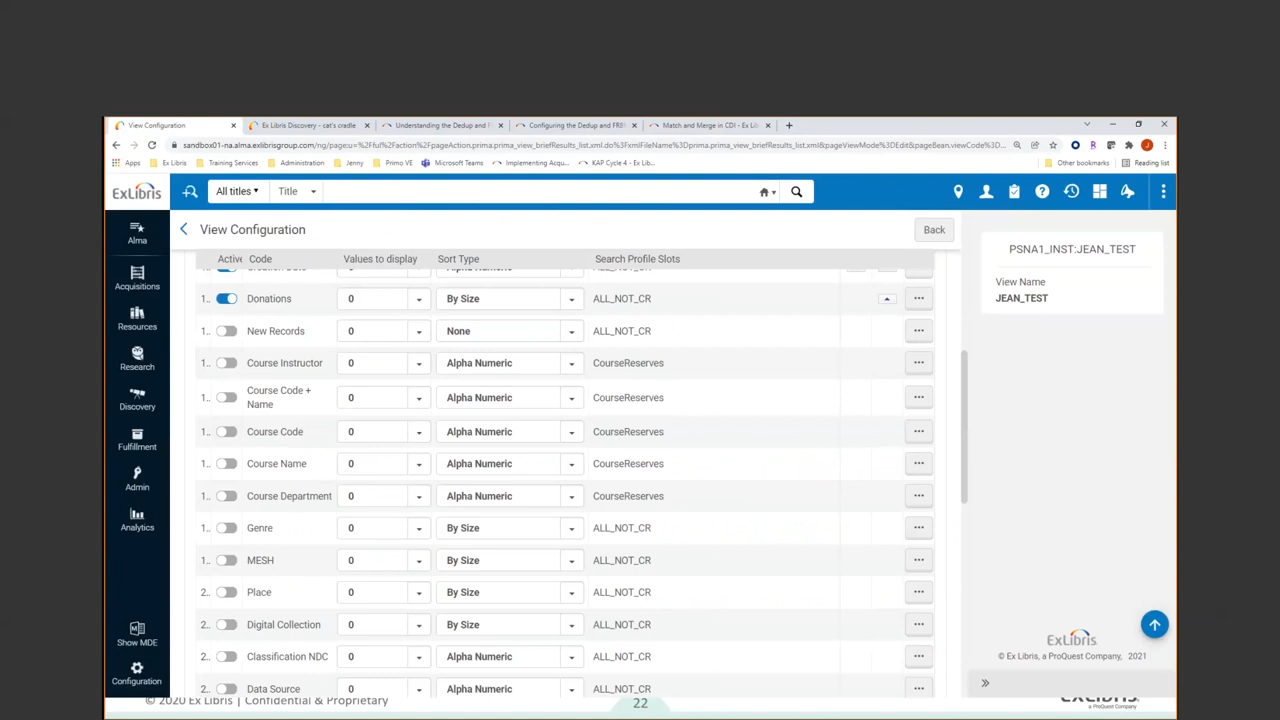 View Configuration
Ex Libris Discovery - cat's cradle
Understanding the Dedup and
Configuring the Dedup and FRE
Match and Merge in CDI - Ex Lib
sandbox01-na.alma.exlibrisgroup.com/ng/page;u=%2Ful%2Faction%2FpageAction.prima.prima_view_briefResults_list.xml.do%3FxmlFileName%3Dprima.prima_view_briefResults_list.xml&pageViewMode%3DEdit&pageBean.viewCode%3D...
Apps
Ex Libris
Training Services
Administration
Jenny
Primo VE
Microsoft Teams
Implementing Acqu...
KAP Cycle 4 - Ex Lib...
Other bookmarks
Reading list
ExLibris
All titles
Title
Alma
Acquisitions
Resources
Research
Discovery
Fulfillment
Admin
Analytics
Show MDE
Configuration
View Configuration
Back
Active Code Values to display Sort Type Search Profile Slots
1.. Donations 0 By Size ALL_NOT_CR
1.. New Records 0 None ALL_NOT_CR
1.. Course Instructor 0 Alpha Numeric CourseReserves
1.. Course Code + Name 0 Alpha Numeric CourseReserves
1.. Course Code 0 Alpha Numeric CourseReserves
1.. Course Name 0 Alpha Numeric CourseReserves
1.. Course Department 0 Alpha Numeric CourseReserves
1.. Genre 0 By Size ALL_NOT_CR
1.. MESH 0 By Size ALL_NOT_CR
2.. Place 0 By Size ALL_NOT_CR
2.. Digital Collection 0 By Size ALL_NOT_CR
2.. Classification NDC 0 Alpha Numeric ALL_NOT_CR
2.. Data Source 0 Alpha Numeric ALL_NOT_CR
PSNA1_INST:JEAN_TEST
View Name
JEAN_TEST
ExLibris
a ProQuest Company
© Ex Libris, a ProQuest Company, 2021
© 2020 Ex Libris | Confidential & Proprietary
22
ExLibris
a ProQuest Company